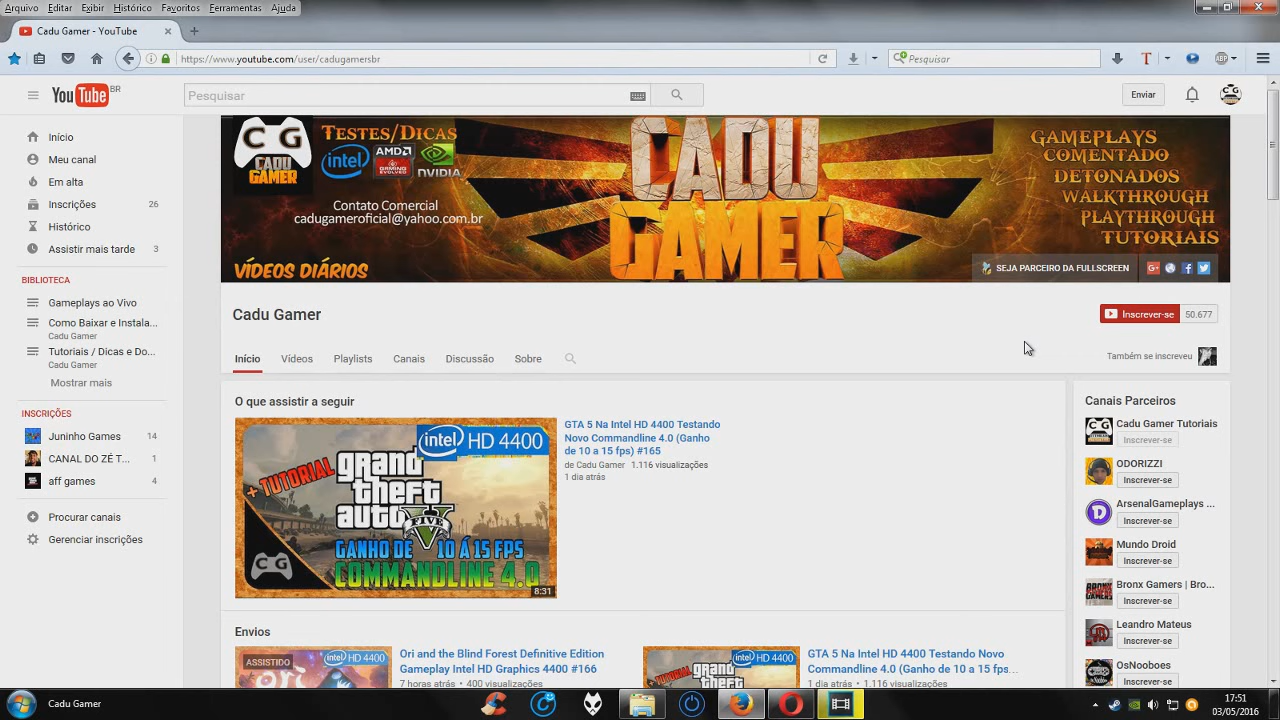 Arquivo Editar Exibir Histórico Favoritos Ferramentas Ajuda
Cadu Gamer - YouTube
https://www.youtube.com/user/cadugamersbr
Pesquisar
YouTube BR
Pesquisar
Enviar
Início
Meu canal
Em alta
Inscrições 26
Histórico
Assistir mais tarde 3
BIBLIOTECA
Gameplays ao Vivo
Como Baixar e Instala...
Cadu Gamer
Tutoriais / Dicas e Do...
Cadu Gamer
Mostrar mais
INSCRIÇÕES
Juninho Games 14
CANAL DO ZÉ T... 1
aff games 4
Procurar canais
Gerenciar inscrições
CG
CADU
GAMER
TESTES/DICAS
intel
AMD
GAMING
EVOLVED
NVIDIA
Contato Comercial
cadugameroficial@yahoo.com.br
VÍDEOS DIÁRIOS
CADU
GAMER
GAMEPLAYS
COMENTADO
DETONADOS
WALKTHROUGH
PLAYTHROUGH
TUTORIAIS
SEJA PARCEIRO DA FULLSCREEN
Cadu Gamer
Inscrever-se 50.677
Início Vídeos Playlists Canais Discussão Sobre
Também se inscreveu
O que assistir a seguir
intel HD 4400
+ TUTORIAL
grand
theft
auto
FIVE
GANHO DE 10 Á 15 FPS
COMMANDLINE 4.0
8:31
GTA 5 Na Intel HD 4400 Testando
Novo Commandline 4.0 (Ganho
de 10 a 15 fps) #165
de Cadu Gamer 1.116 visualizações
1 dia atrás
Envios
ASSISTIDO
intel HD 4400
Ori
Ori and the Blind Forest Definitive Edition
Gameplay Intel HD Graphics 4400 #166
7 horas atrás • 400 visualizações
intel HD 4400
grand
GTA 5 Na Intel HD 4400 Testando Novo
Commandline 4.0 (Ganho de 10 a 15 fps...
1 dia atrás • 1.116 visualizações
Canais Parceiros
Cadu Gamer Tutoriais
Inscrever-se
ODORIZZI
Inscrever-se
ArsenalGameplays ...
Inscrever-se
Mundo Droid
Inscrever-se
Bronx Gamers | Bro...
Inscrever-se
Leandro Mateus
Inscrever-se
OsNooboes
Inscrever-se
Cadu Gamer
17:51
03/05/2016